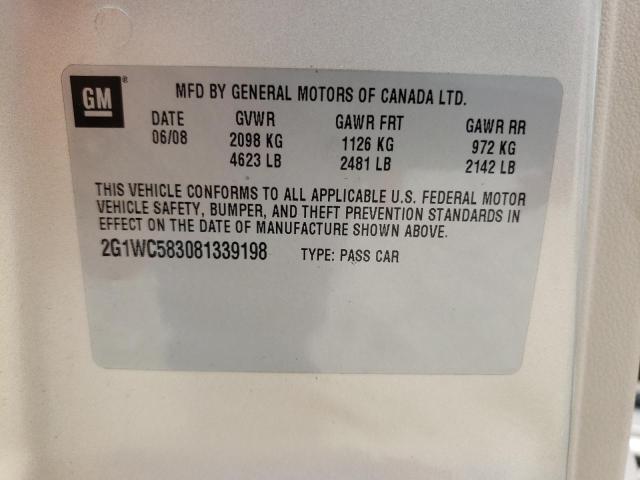 GM®
MFD BY GENERAL MOTORS OF CANADA LTD.
DATE GVWR GAWR FRT GAWR RR
06/08 2098 KG 1126 KG 972 KG
4623 LB 2481 LB 2142 LB
THIS VEHICLE CONFORMS TO ALL APPLICABLE U.S. FEDERAL MOTOR
VEHICLE SAFETY, BUMPER, AND THEFT PREVENTION STANDARDS IN
EFFECT ON THE DATE OF MANUFACTURE SHOWN ABOVE.
2G1WC583081339198 TYPE: PASS CAR